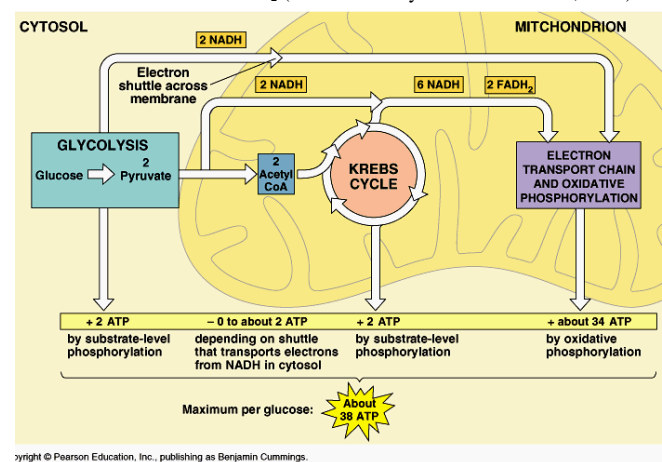 CYTOSOL
MITCHONDRION
2 NADH
Electron
shuttle across
membrane
2 NADH
6 NADH
2 FADH₂
GLYCOLYSIS
2
Glucose Pyruvate
2
Acetyl
CoA
KREBS
CYCLE
ELECTRON
TRANSPORT CHAIN
AND OXIDATIVE
PHOSPHORYLATION
+ 2 ATP
by substrate-level
phosphorylation
– 0 to about 2 ATP
depending on shuttle
that transports electrons
from NADH in cytosol
+ 2 ATP
by substrate-level
phosphorylation
+ about 34 ATP
by oxidative
phosphorylation
Maximum per glucose:
About
38 ATP
pyright © Pearson Education, Inc., publishing as Benjamin Cummings.